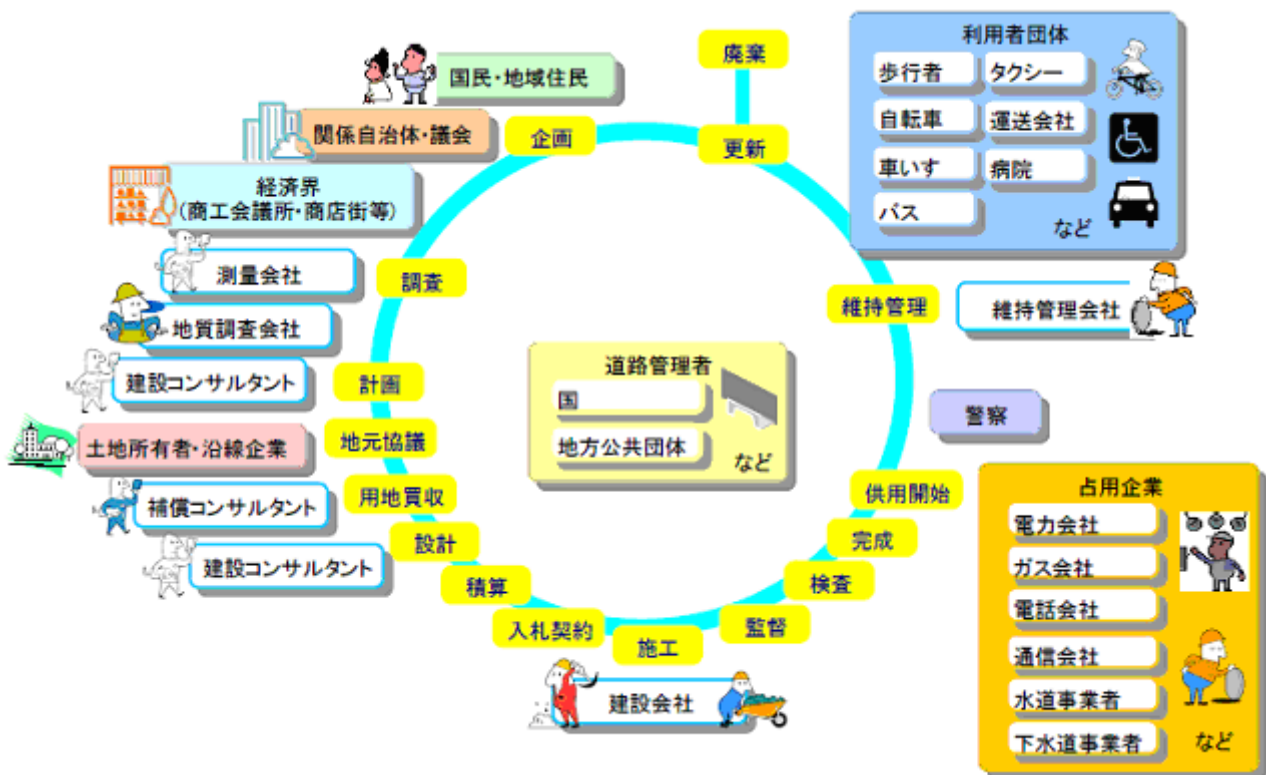 国民・地域住民
関係自治体・議会
経済界
(商工会議所・商店街等)
測量会社
地質調査会社
建設コンサルタント
土地所有者・沿線企業
補償コンサルタント
建設コンサルタント
企画
調査
計画
地元協議
用地買収
設計
積算
入札契約
施工
監督
検査
完成
供用開始
維持管理
更新
廃棄
建設会社
道路管理者
国
地方公共団体
など
利用者団体
歩行者
タクシー
自転車
運送会社
車いす
病院
バス
など
維持管理会社
警察
占用企業
電力会社
ガス会社
電話会社
通信会社
水道事業者
下水道事業者
など